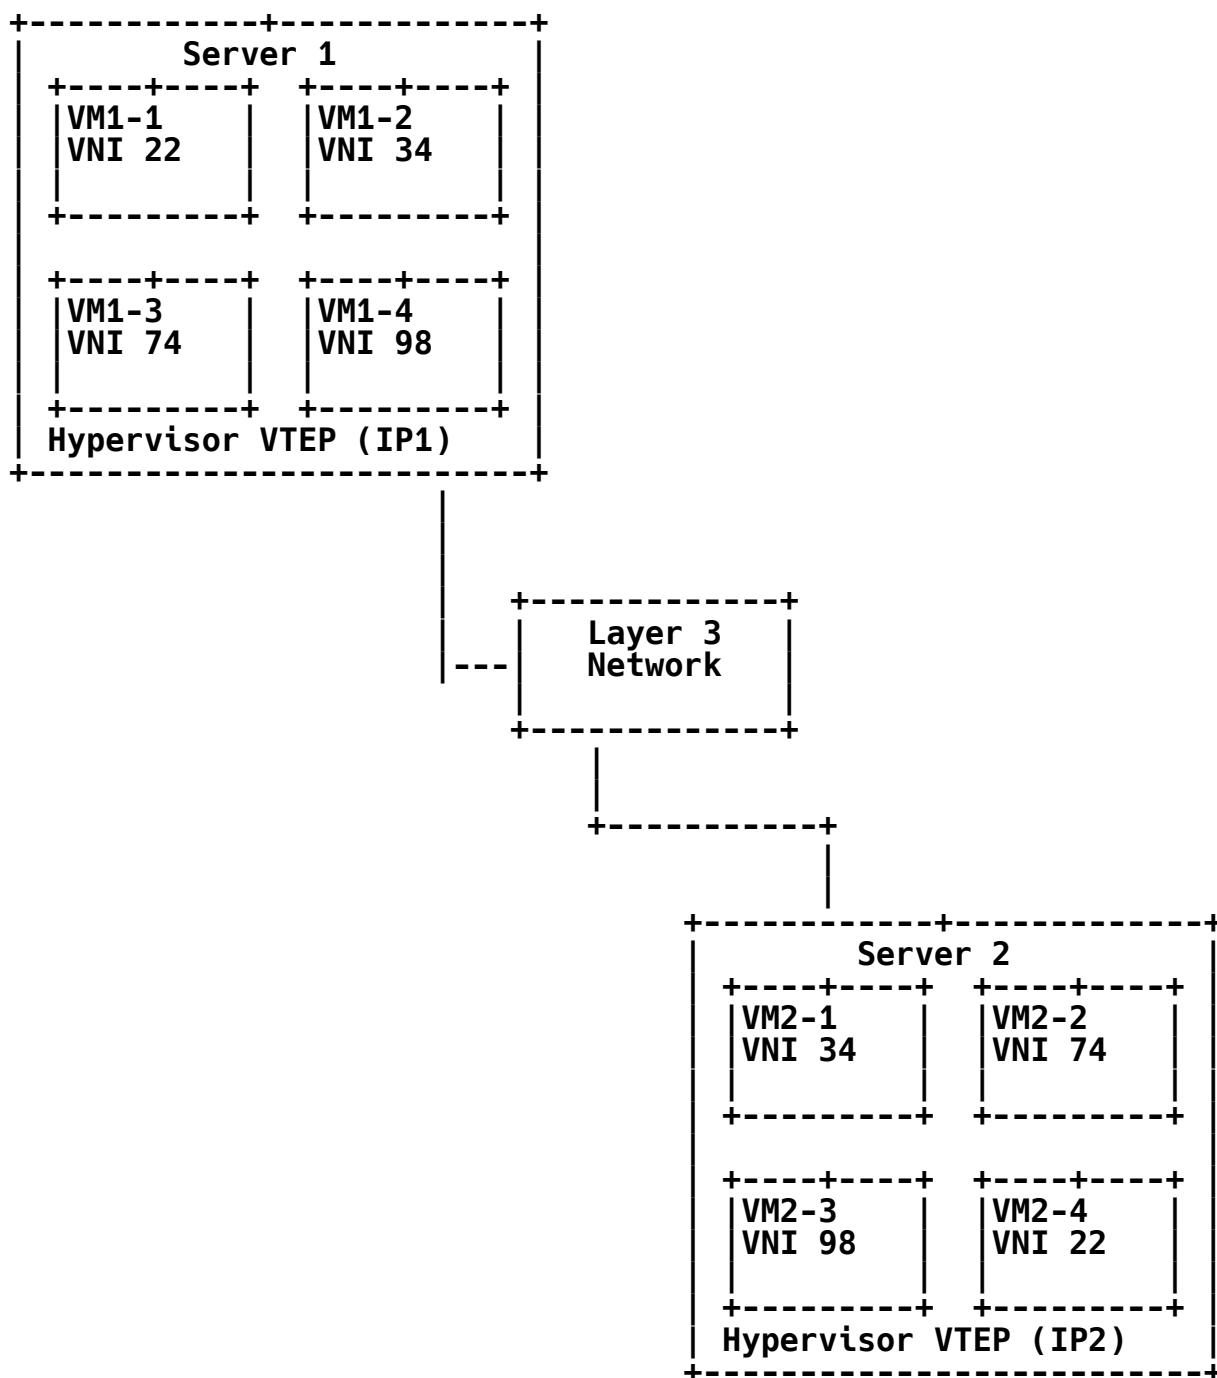 Server 1
VM1-1 VM1-2
VNI 22 VNI 34
VM1-3 VM1-4
VNI 74 VNI 98
Hypervisor VTEP (IP1)
Layer 3
Network
Server 2
VM2-1 VM2-2
VNI 34 VNI 74
VM2-3 VM2-4
VNI 98 VNI 22
Hypervisor VTEP (IP2)